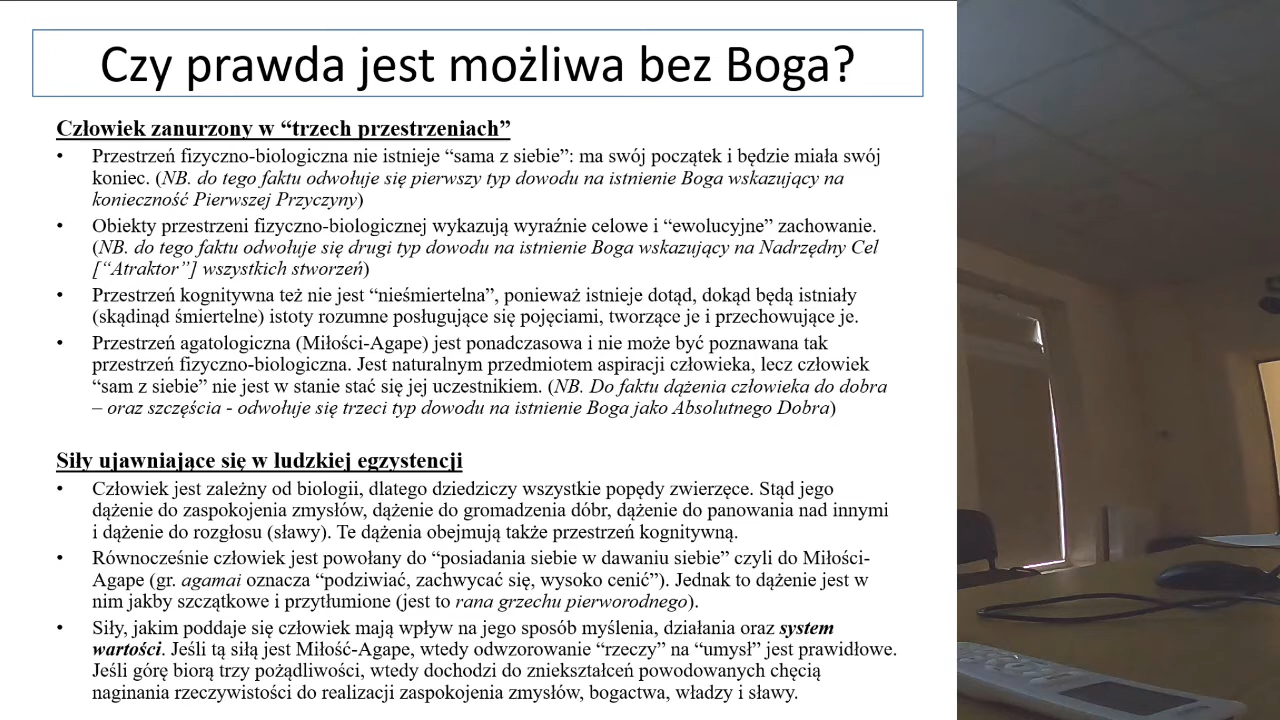 Czy prawda jest możliwa bez Boga?
Człowiek zanurzony w “trzech przestrzeniach”
• Przestrzeń fizyczno-biologiczna nie istnieje “sama z siebie”: ma swój początek i będzie miała swój
koniec. (NB. do tego faktu odwołuje się pierwszy typ dowodu na istnienie Boga wskazujący na
konieczność Pierwszej Przyczyny)
• Obiekty przestrzeni fizyczno-biologicznej wykazują wyraźnie celowe i “ewolucyjne” zachowanie.
(NB. do tego faktu odwołuje się drugi typ dowodu na istnienie Boga wskazujący na Nadrzędny Cel
[“Atraktor”] wszystkich stworzeń)
• Przestrzeń kognitywna też nie jest “nieśmiertelna”, ponieważ istnieje dotąd, dokąd będą istniały
(skądinąd śmiertelne) istoty rozumne posługujące się pojęciami, tworzące je i przechowujące je.
• Przestrzeń agatologiczna (Miłości-Agape) jest ponadczasowa i nie może być poznawana tak
przestrzeń fizyczno-biologiczna. Jest naturalnym przedmiotem aspiracji człowieka, lecz człowiek
“sam z siebie” nie jest w stanie stać się jej uczestnikiem. (NB. Do faktu dążenia człowieka do dobra
– oraz szczęścia - odwołuje się trzeci typ dowodu na istnienie Boga jako Absolutnego Dobra)
Siły ujawniające się w ludzkiej egzystencji
• Człowiek jest zależny od biologii, dlatego dziedziczy wszystkie popędy zwierzęce. Stąd jego
dążenie do zaspokojenia zmysłów, dążenie do gromadzenia dóbr, dążenie do panowania nad innymi
i dążenie do rozgłosu (sławy). Te dążenia obejmują także przestrzeń kognitywną.
• Równocześnie człowiek jest powołany do “posiadania siebie w dawaniu siebie” czyli do Miłości-
Agape (gr. agamai oznacza “podziwiać, zachwycać się, wysoko cenić”). Jednak to dążenie jest w
nim jakby szczątkowe i przytłumione (jest to rana grzechu pierworodnego).
• Siły, jakim poddaje się człowiek mają wpływ na jego sposób myślenia, działania oraz system
wartości. Jeśli tą siłą jest Miłość-Agape, wtedy odwzorowanie “rzeczy” na “umysł” jest prawidłowe.
Jeśli górę biorą trzy pożądliwości, wtedy dochodzi do zniekształceń powodowanych chęcią
naginania rzeczywistości do realizacji zaspokojenia zmysłów, bogactwa, władzy i sławy.